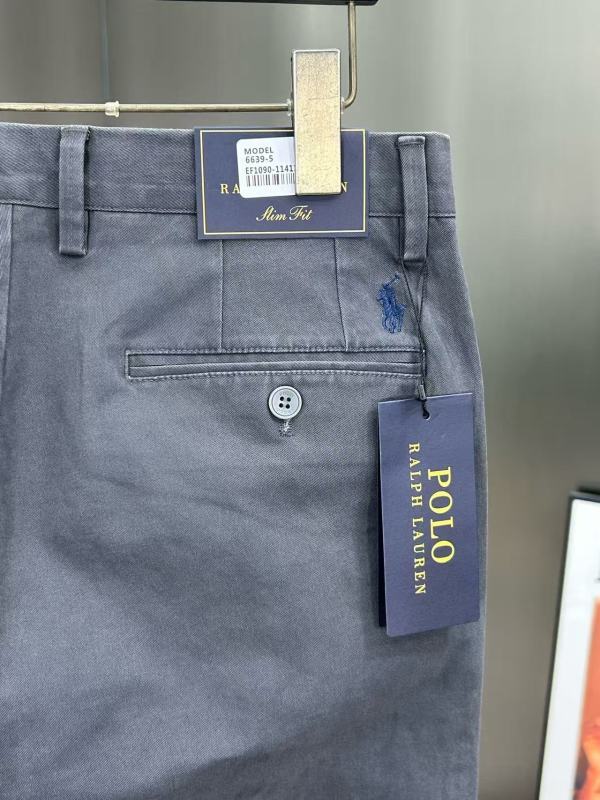 MODEL
6639-5
EF1090-1141
Slim Fit
POLO
RALPH LAUREN